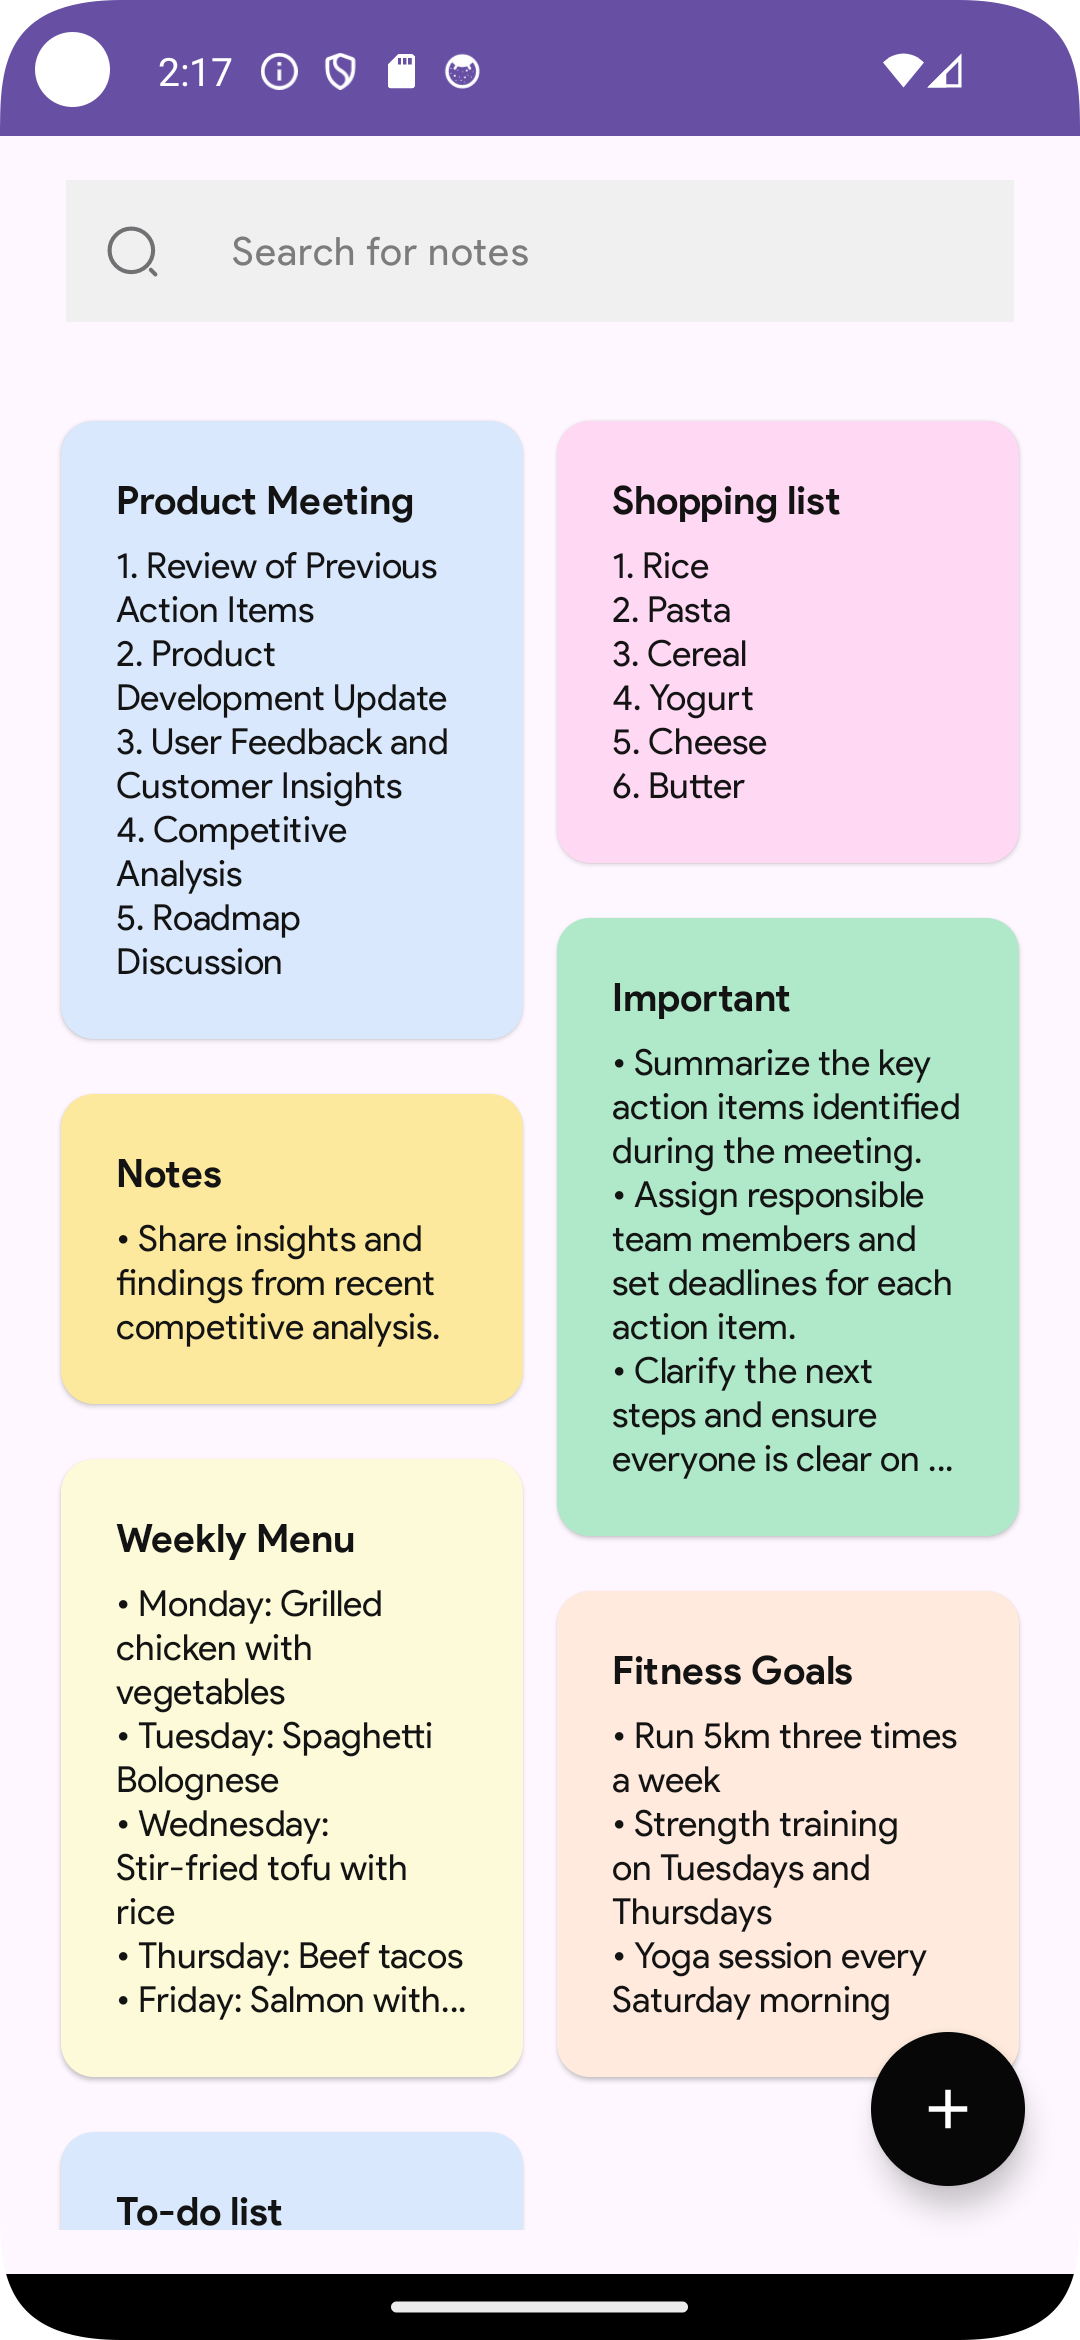 2:17
Search for notes
Product Meeting
1. Review of Previous
Action Items
2. Product
Development Update
3. User Feedback and
Customer Insights
4. Competitive
Analysis
5. Roadmap
Discussion
Shopping list
1. Rice
2. Pasta
3. Cereal
4. Yogurt
5. Cheese
6. Butter
Important
• Summarize the key
action items identified
during the meeting.
• Assign responsible
team members and
set deadlines for each
action item.
• Clarify the next
steps and ensure
everyone is clear on ...
Notes
• Share insights and
findings from recent
competitive analysis.
Weekly Menu
• Monday: Grilled
chicken with
vegetables
• Tuesday: Spaghetti
Bolognese
• Wednesday:
Stir-fried tofu with
rice
• Thursday: Beef tacos
• Friday: Salmon with...
Fitness Goals
• Run 5km three times
a week
• Strength training
on Tuesdays and
Thursdays
• Yoga session every
Saturday morning
To-do list